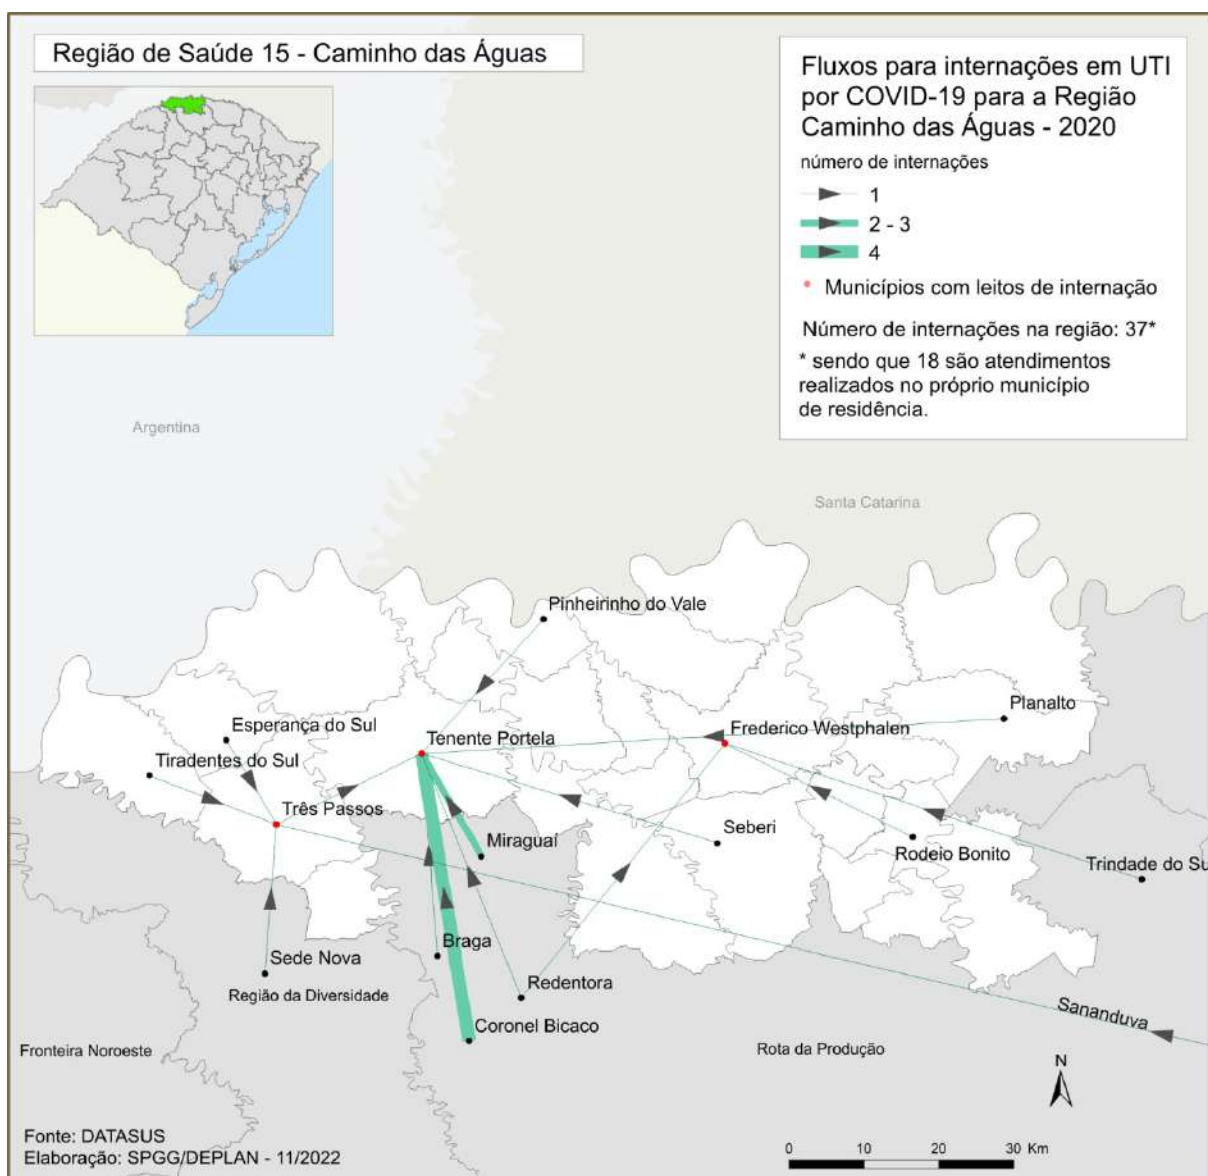 Região de Saúde 15 - Caminho das Águas
Fluxos para internações em UTI
por COVID-19 para a Região
Caminho das Águas - 2020
número de internações
1
2 - 3
4
Municípios com leitos de internação
Número de internações na região: 37*
* sendo que 18 são atendimentos
realizados no próprio município
de residência.
Argentina
Santa Catarina
Pinheirinho do Vale
Planalto
Esperança do Sul
Frederico Westphalen
Tenente Portela
Tiradentes do Sul
Três Passos
Seberi
Miraguaí
Rodeio Bonito
Trindade do Su
Braga
Sede Nova
Redentora
Região da Diversidade
Sananduva
Coronel Bicaco
Fronteira Noroeste
Rota da Produção
N
Fonte: DATASUS
Elaboração: SPGG/DEPLAN - 11/2022
0 10 20 30 Km